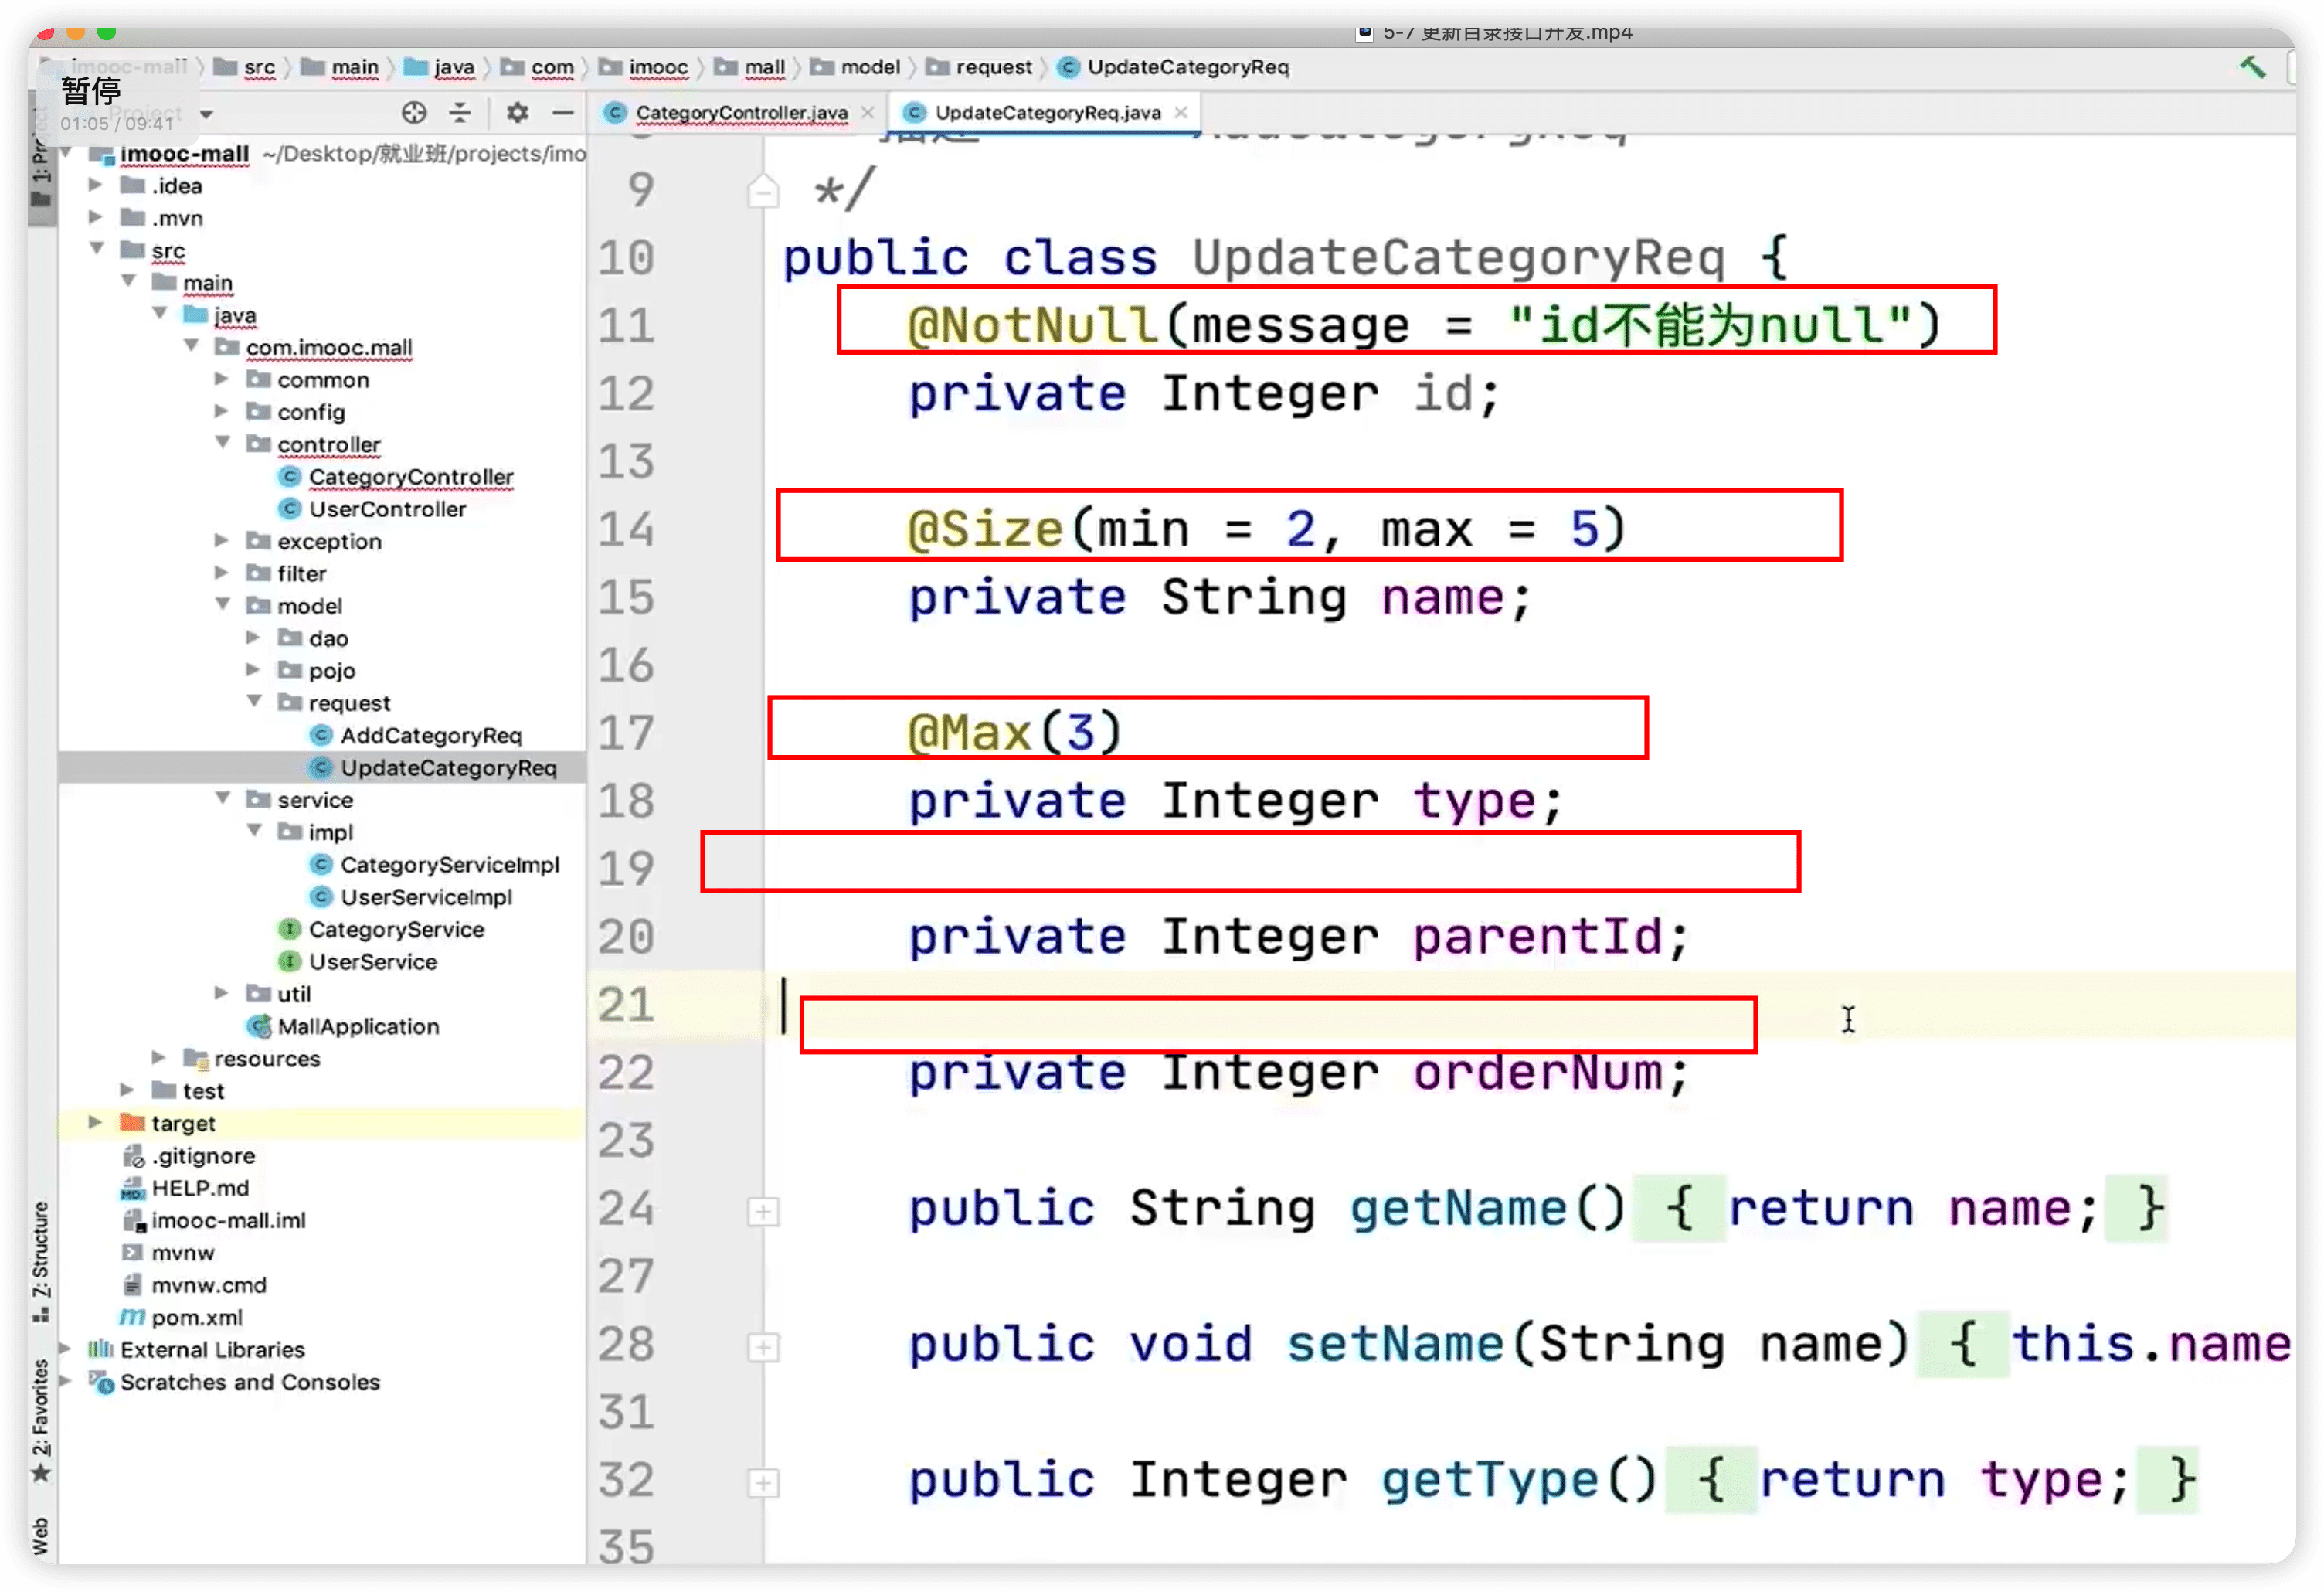 5-7 更新目录接口开发.mp4
imooc-mall src main java com imooc mall model request UpdateCategoryReq
暂停
01:05 / 09:41
Project
CategoryController.java
UpdateCategoryReq.java
1: Pro
imooc-mall ~/Desktop/就业班/projects/imo
.idea
.mvn
src
main
java
com.imooc.mall
common
config
controller
CategoryController
UserController
exception
filter
model
dao
pojo
request
AddCategoryReq
UpdateCategoryReq
service
impl
CategoryServiceImpl
UserServiceImpl
CategoryService
UserService
util
MallApplication
resources
test
target
.gitignore
HELP.md
imooc-mall.iml
mvnw
mvnw.cmd
pom.xml
External Libraries
Scratches and Consoles
Z: Structure
2: Favorites
Web
9 */
10 public class UpdateCategoryReq {
11 @NotNull(message = "id不能为null")
12 private Integer id;
13
14 @Size(min = 2, max = 5)
15 private String name;
16
17 @Max(3)
18 private Integer type;
19
20 private Integer parentId;
21
22 private Integer orderNum;
23
24 public String getName() { return name; }
27
28 public void setName(String name) { this.name
31
32 public Integer getType() { return type; }
35